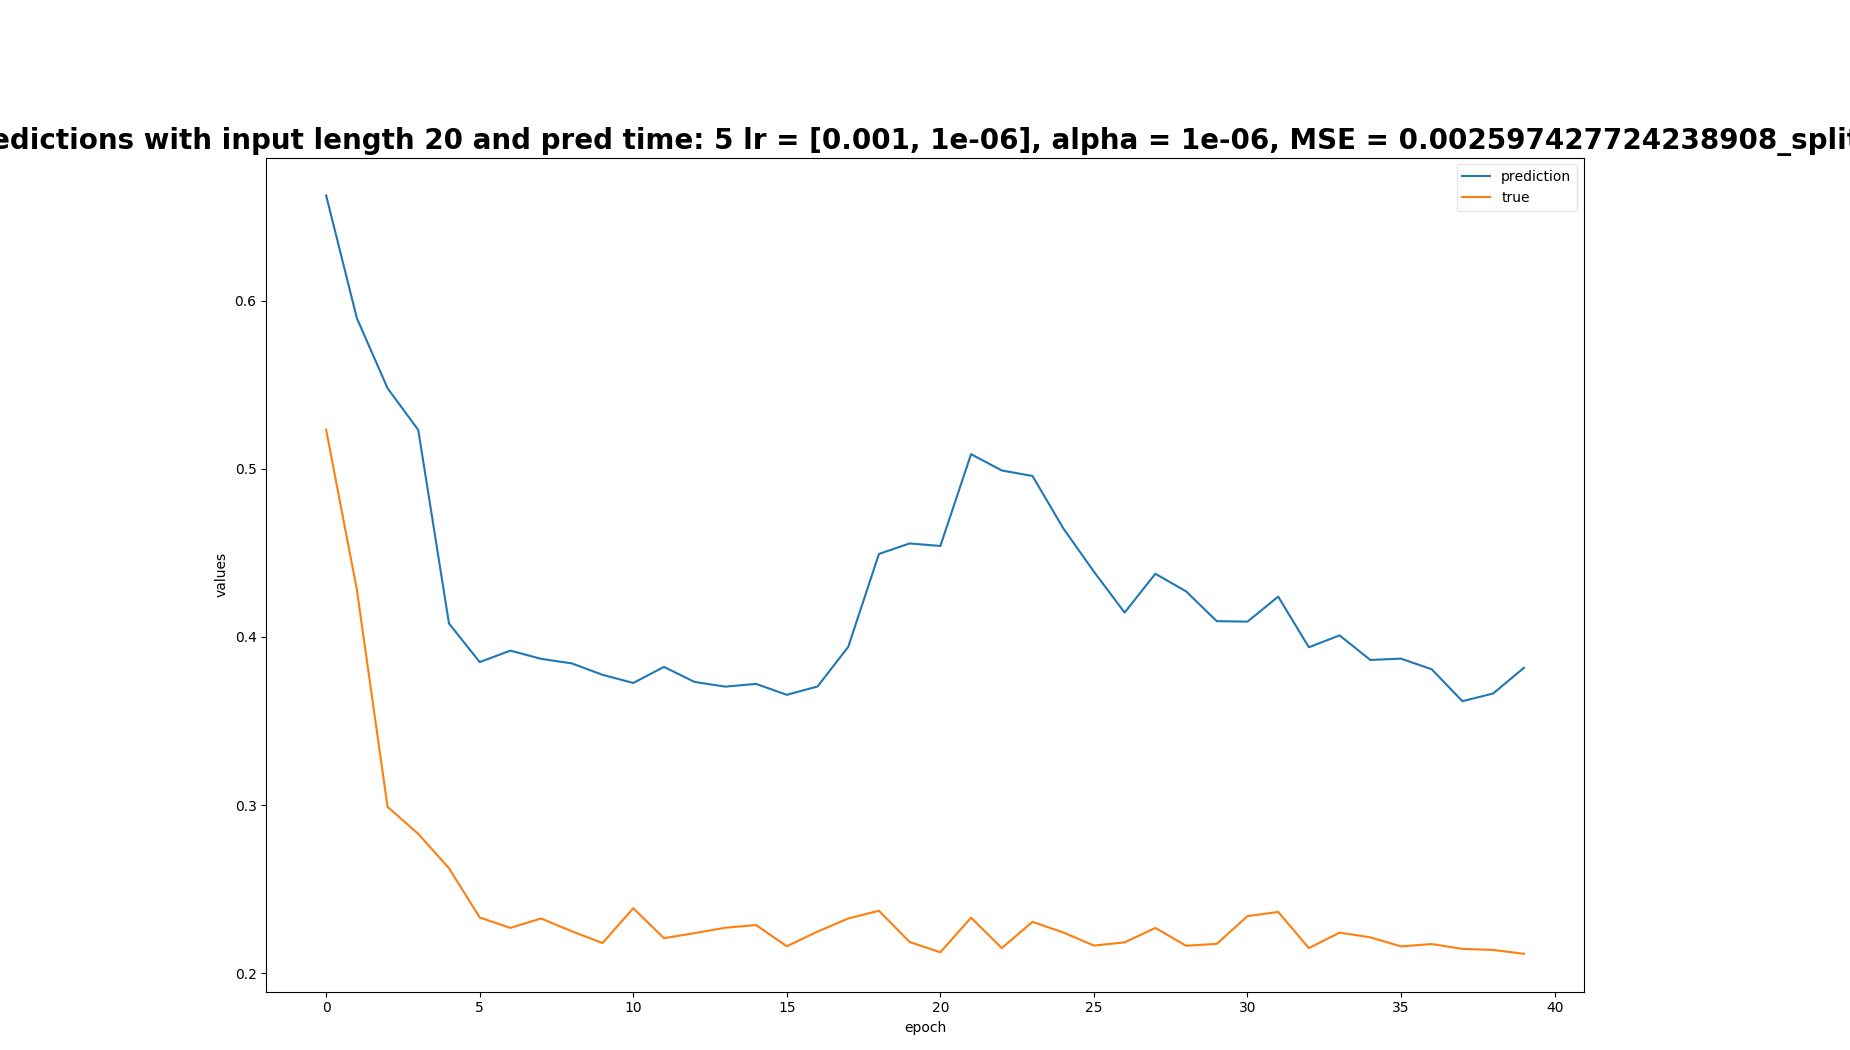 edictions with input length 20 and pred time: 5 lr = [0.001, 1e-06], alpha = 1e-06, MSE = 0.002597427724238908_split
prediction
true
0.6
0.5
0.4
0.3
0.2
values
0 5 10 15 20 25 30 35 40
epoch